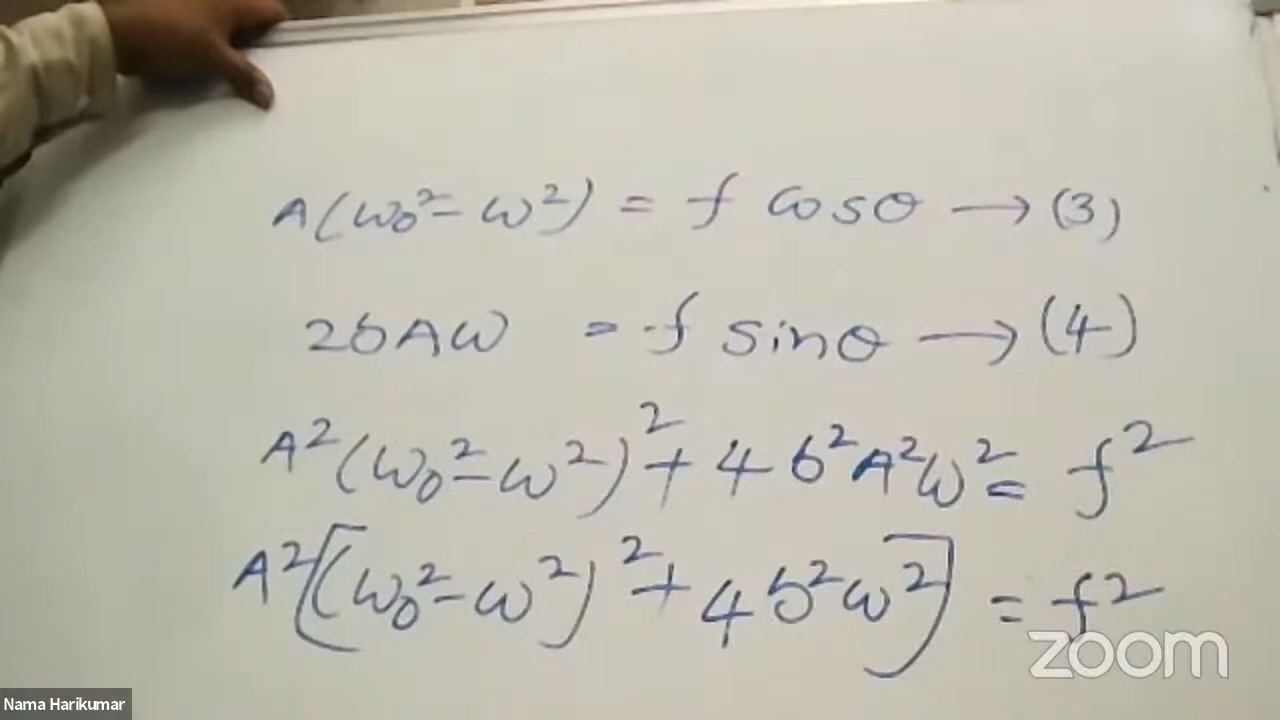 A(ω₀² - ω²) = f cosθ → (3)
2bAω = f sinθ → (4)
A²(ω₀² - ω²)² + 4b²A²ω² = f²
A²[(ω₀² - ω²)² + 4b²ω²] = f²
zoom
Nama Harikumar